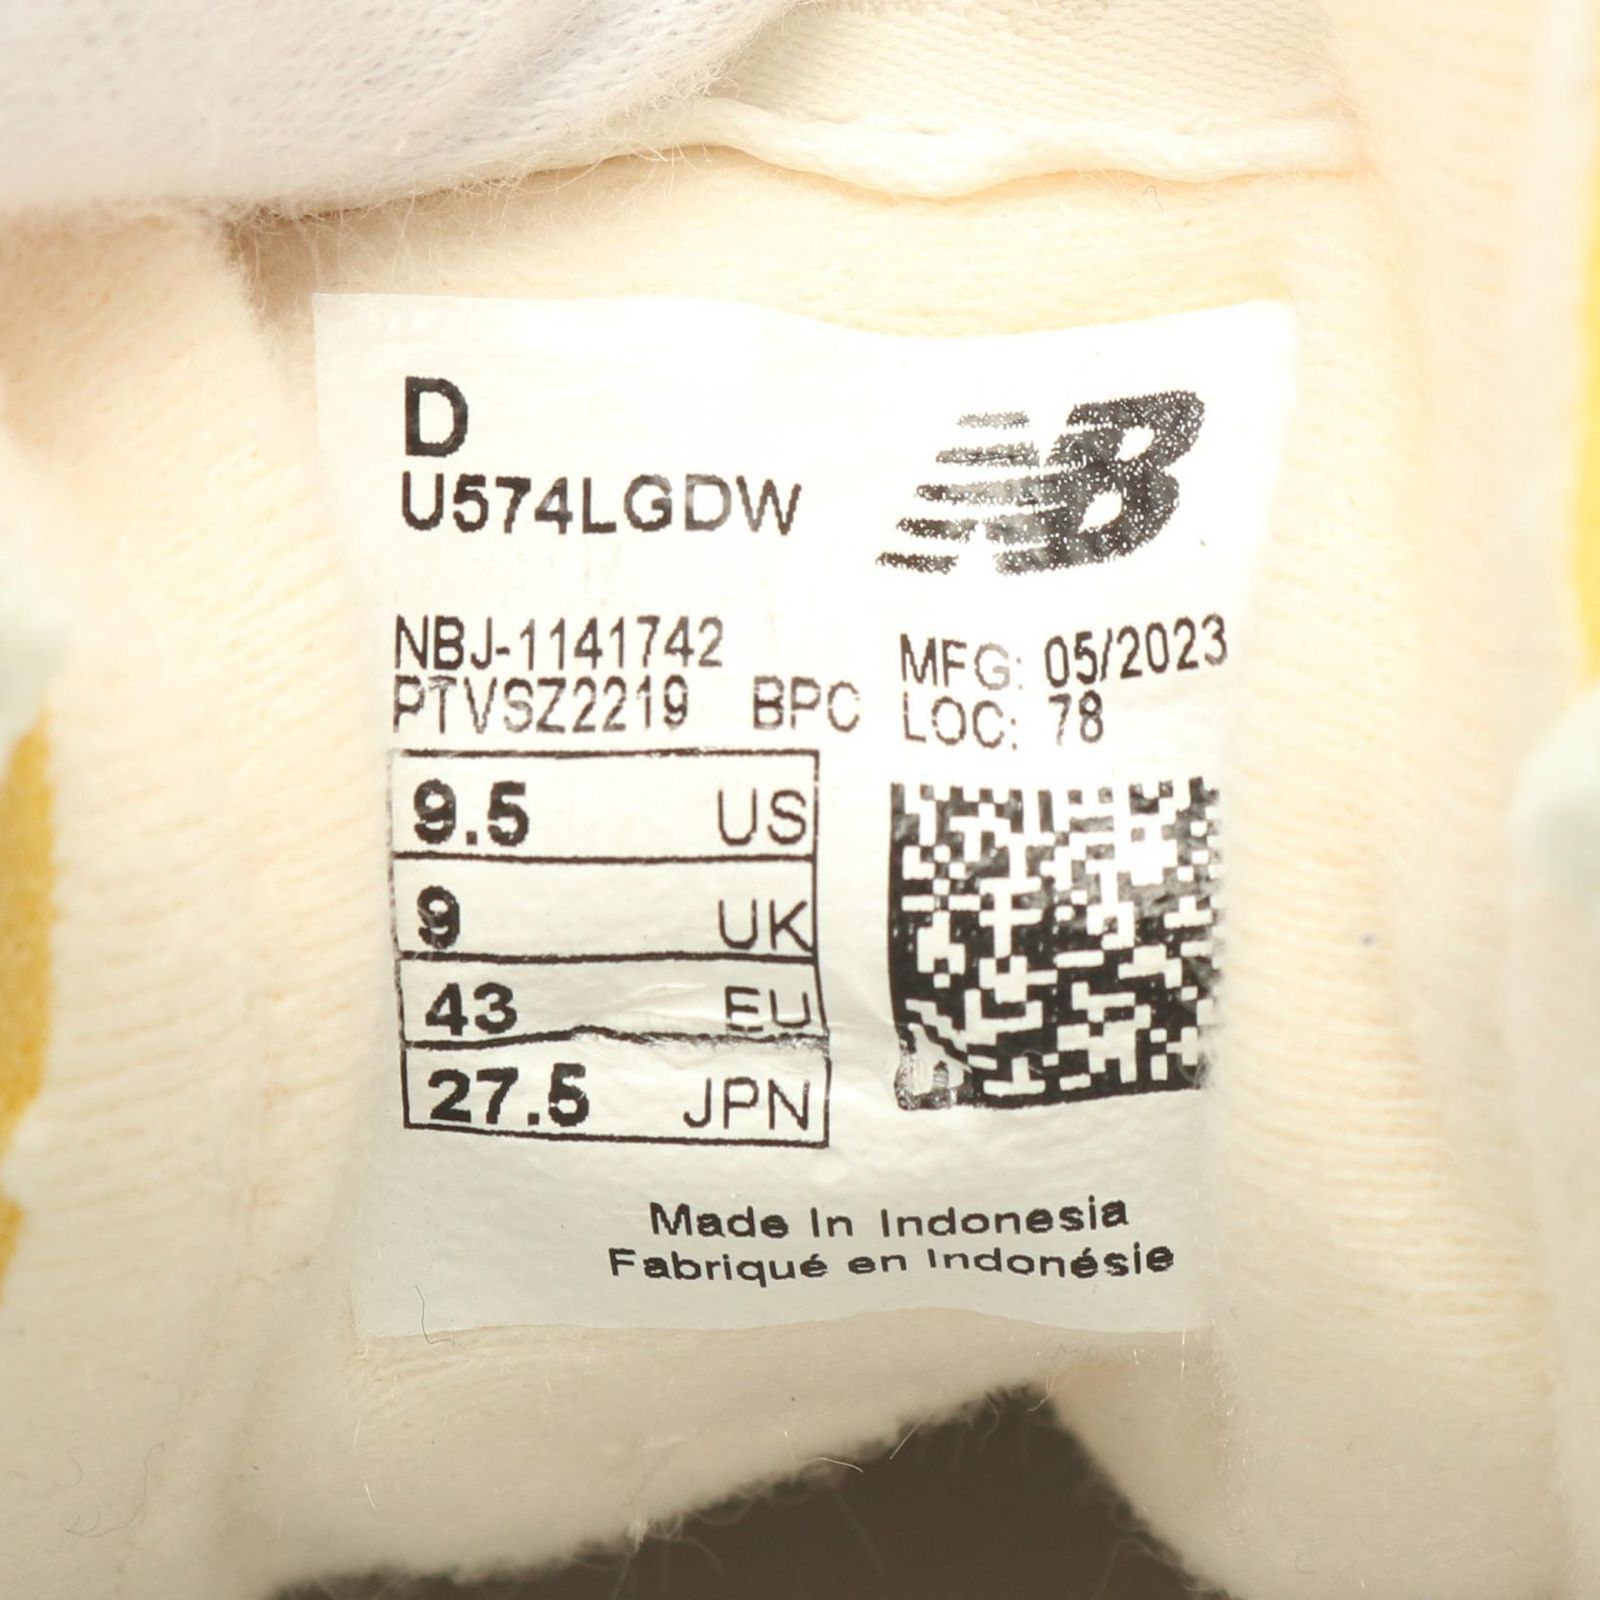 D
U574LGDW
NB
NBJ-1141742
PTVSZ2219 BPC
MFG: 05/2023
LOC: 78
9.5 US
9 UK
43 EU
27.5 JPN
Made In Indonesia
Fabriqué en Indonésie